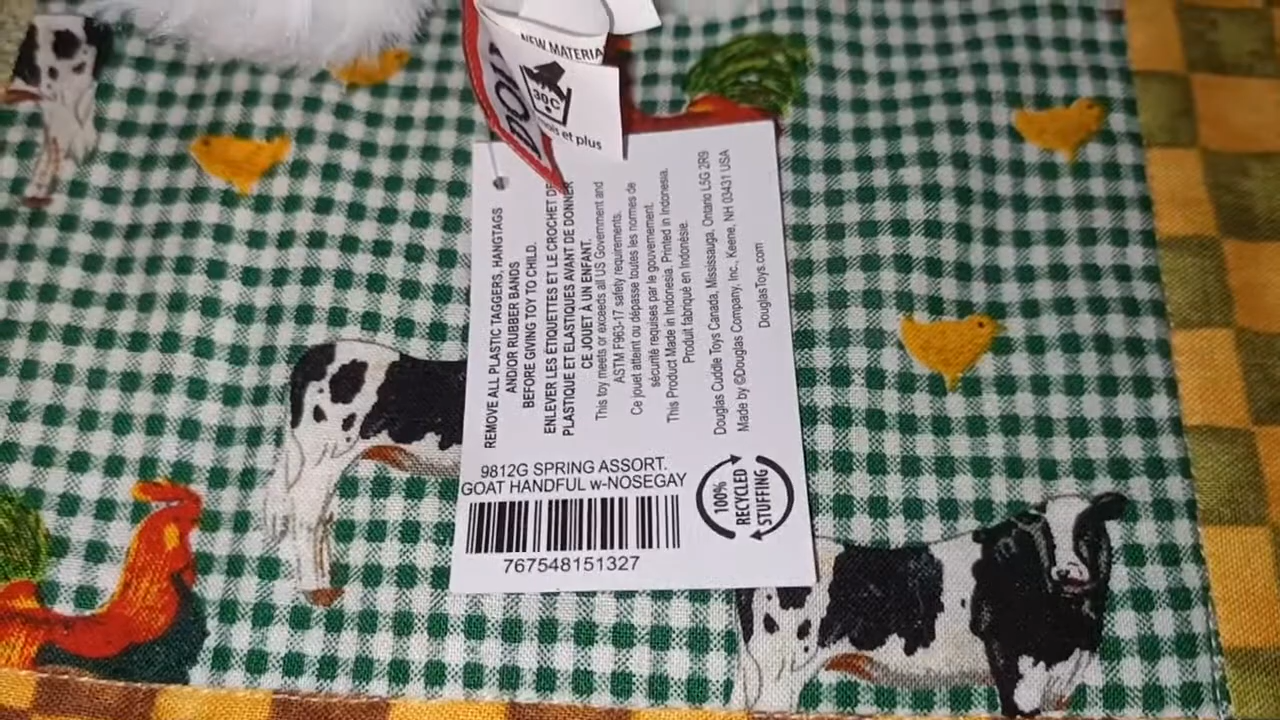 NEW MATERIA
DOU
30C
mois et plus
REMOVE ALL PLASTIC TAGGERS, HANGTAGS
AND/OR RUBBER BANDS
BEFORE GIVING TOY TO CHILD.
ENLEVER LES ÉTIQUETTES ET LE CROCHET DE
PLASTIQUE ET ELASTIQUES AVANT DE DONNER
CE JOUET À UN ENFANT.
This toy meets or exceeds all US Government and
ASTM F963-17 safety requirements.
Ce jouet atteint ou dépasse toutes les normes de
sécurité requises par le gouvernement.
This Product Made in Indonesia. Printed in Indonesia.
Produit fabriqué en Indonésie.
Douglas Cuddle Toys Canada, Mississauga, Ontario L5G 2R9
Made by ©Douglas Company, Inc., Keene, NH 03431 USA
DouglasToys.com
9812G SPRING ASSORT.
GOAT HANDFUL w-NOSEGAY
767548151327
100%
RECYCLED
STUFFING